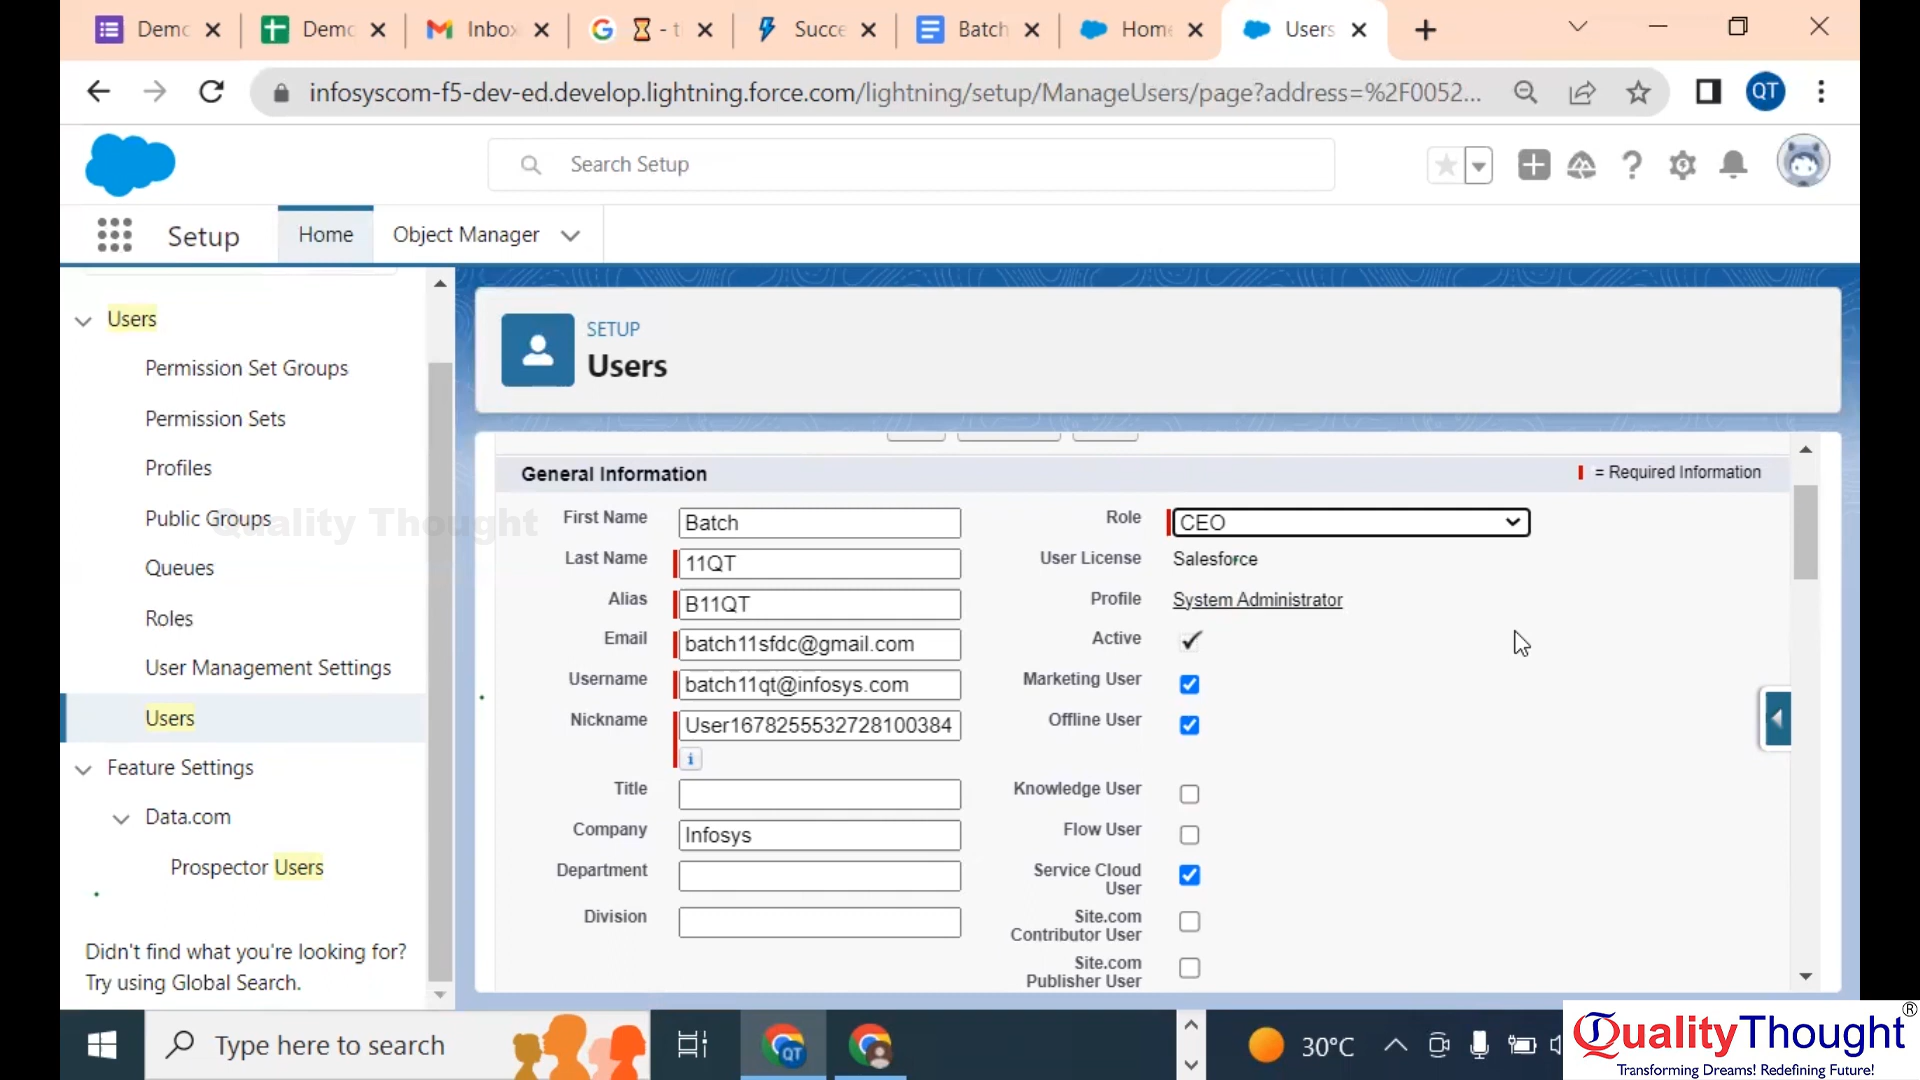 Demo
Demo
Inbox
- t
Succe
Batch
Home
Users
infosyscom-f5-dev-ed.develop.lightning.force.com/lightning/setup/ManageUsers/page?address=%2F0052...
QT
Search Setup
Setup
Home
Object Manager
Users
Permission Set Groups
Permission Sets
Profiles
Public Groups
Queues
Roles
User Management Settings
Users
Feature Settings
Data.com
Prospector Users
Didn't find what you're looking for?
Try using Global Search.
Quality Thought
SETUP
Users
General Information
= Required Information
First Name
Batch
Role
CEO
Last Name
11QT
User License
Salesforce
Alias
B11QT
Profile
System Administrator
Email
batch11sfdc@gmail.com
Active
Username
batch11qt@infosys.com
Marketing User
Nickname
User1678255532728100384
Offline User
i
Title
Knowledge User
Company
Infosys
Flow User
Department
Service Cloud
User
Division
Site.com
Contributor User
Site.com
Publisher User
Type here to search
QT
30°C
QualityThought®
Transforming Dreams! Redefining Future!